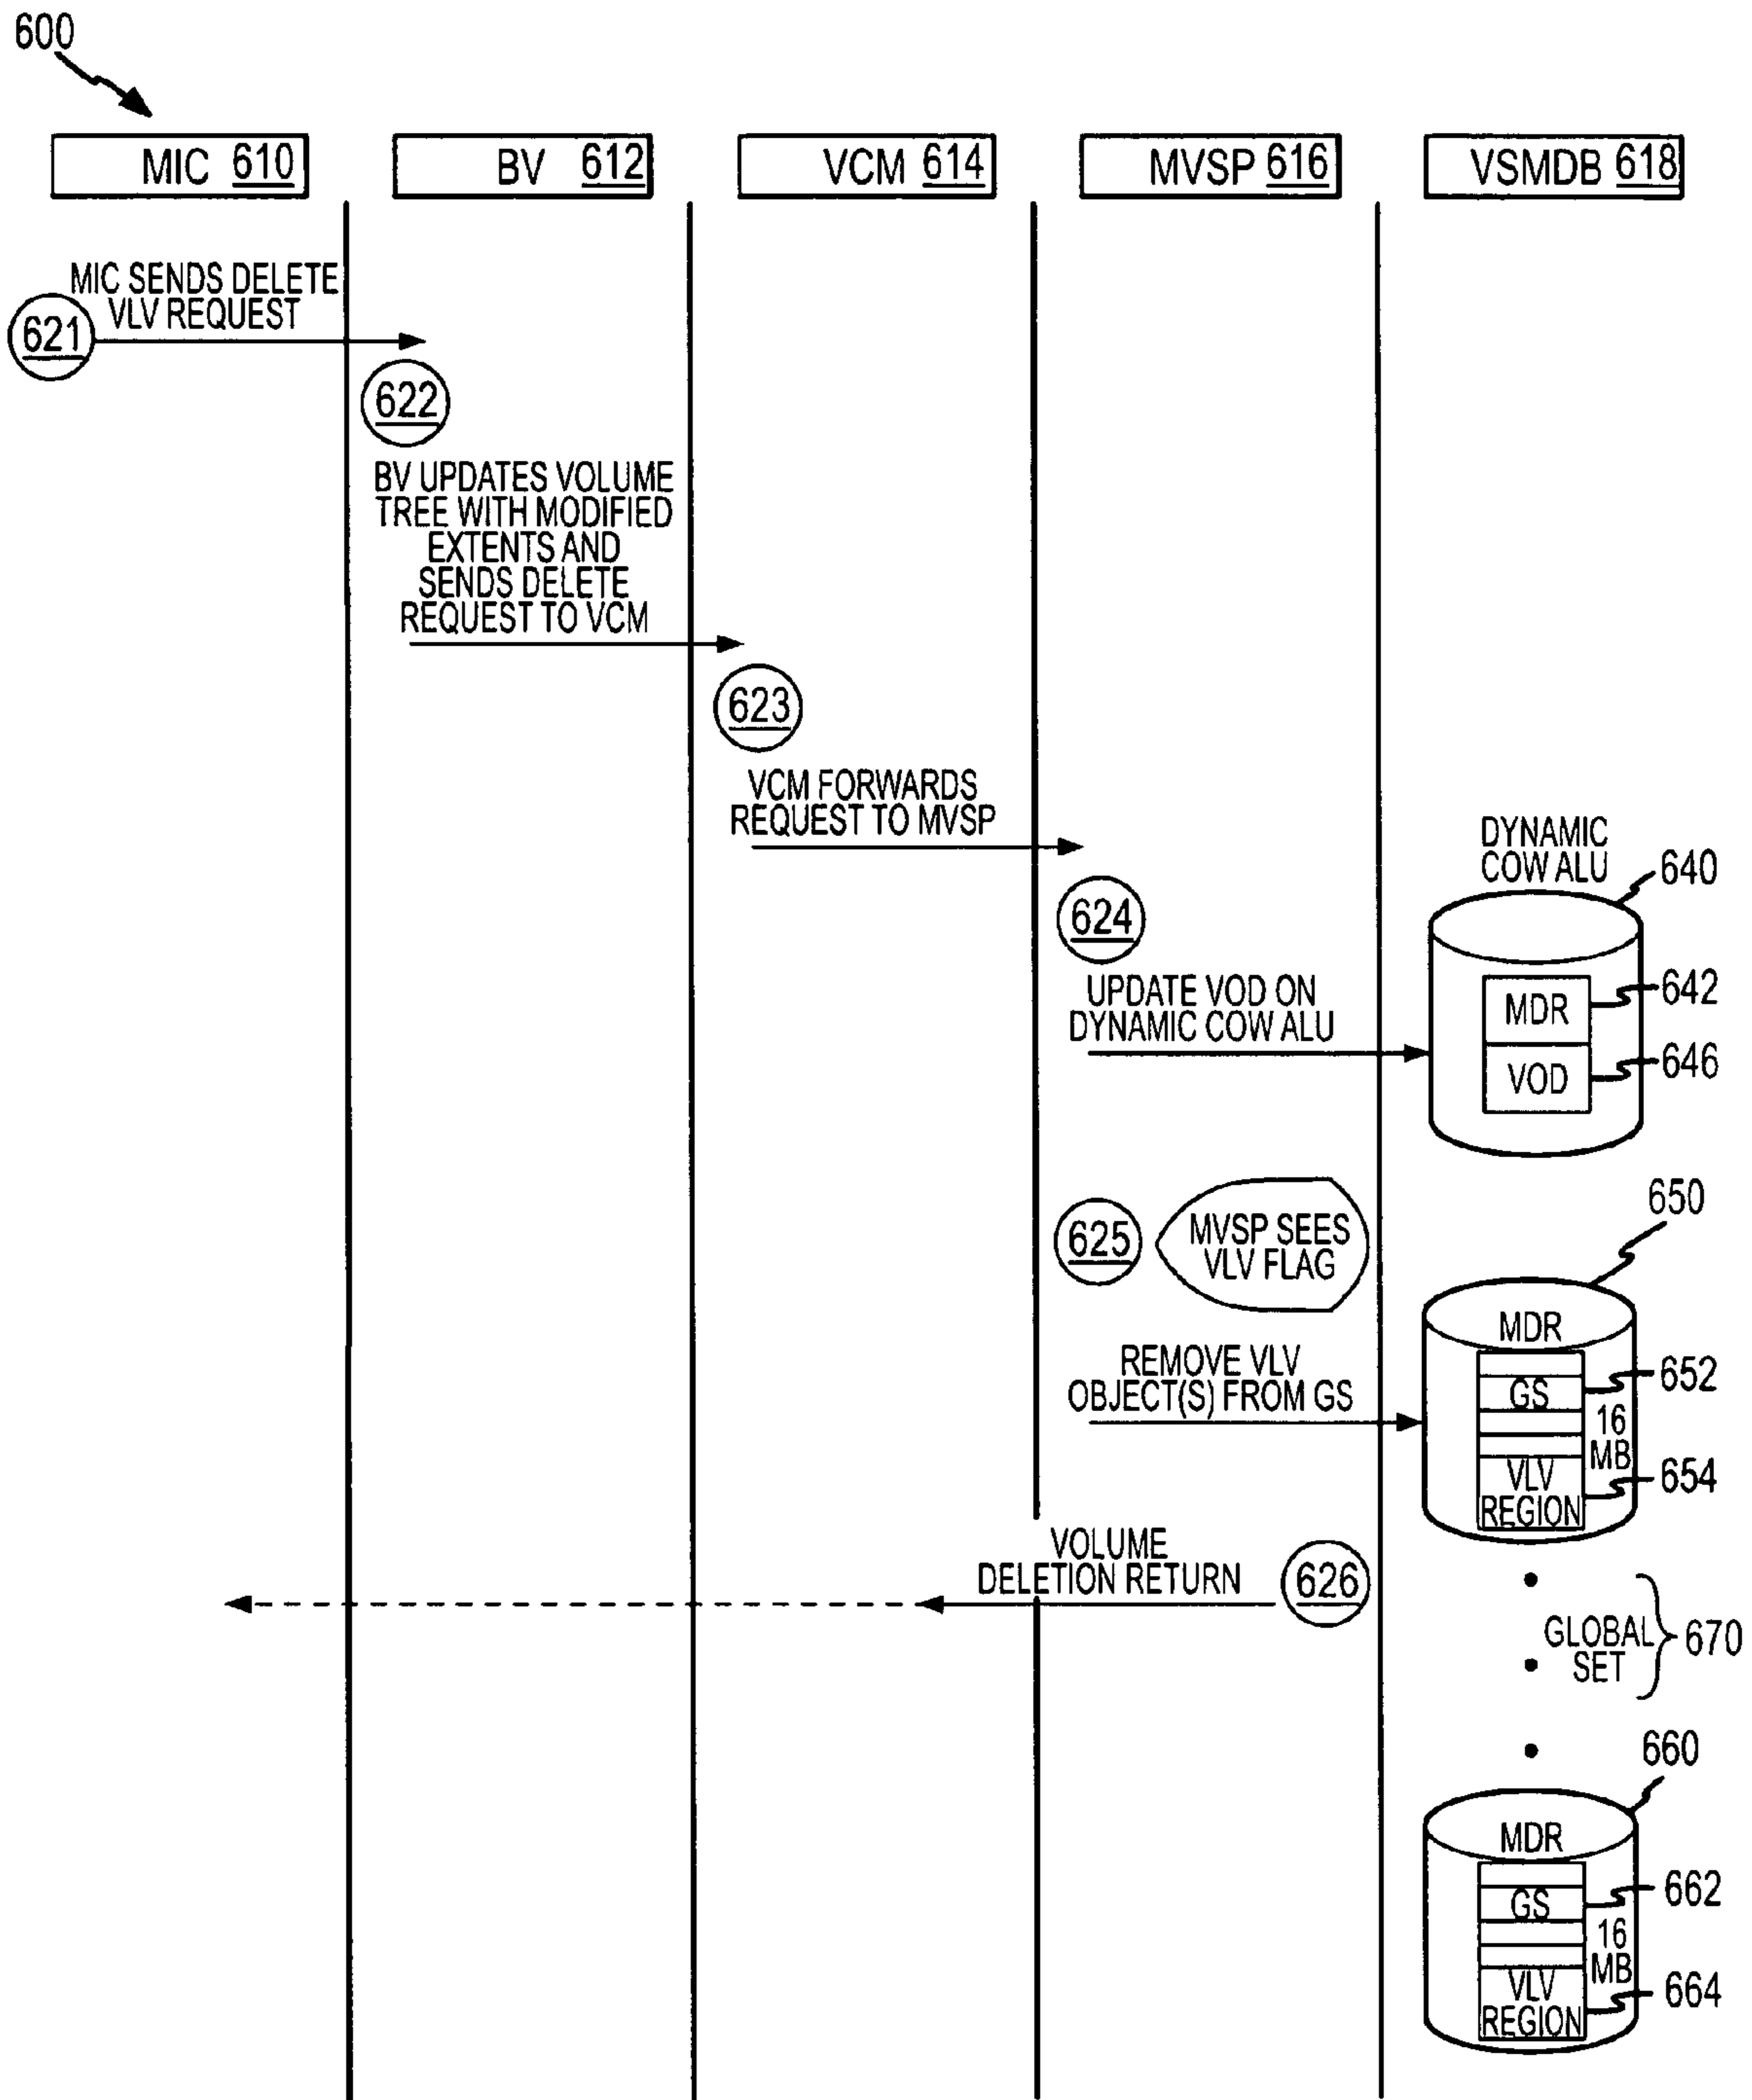 600
MIC 610
BV 612
VCM 614
MVSP 616
VSMDB 618
MIC SENDS DELETE
VLV REQUEST
621
622
BV UPDATES VOLUME
TREE WITH MODIFIED
EXTENTS AND
SENDS DELETE
REQUEST TO VCM
623
VCM FORWARDS
REQUEST TO MVSP
624
UPDATE VOD ON
DYNAMIC COW ALU
DYNAMIC
COW ALU
640
MDR
642
VOD
646
625
MVSP SEES
VLV FLAG
REMOVE VLV
OBJECT(S) FROM GS
650
MDR
GS
652
16
MB
VLV
REGION
654
VOLUME
DELETION RETURN
626
GLOBAL
SET
670
660
MDR
GS
662
16
MB
VLV
REGION
664